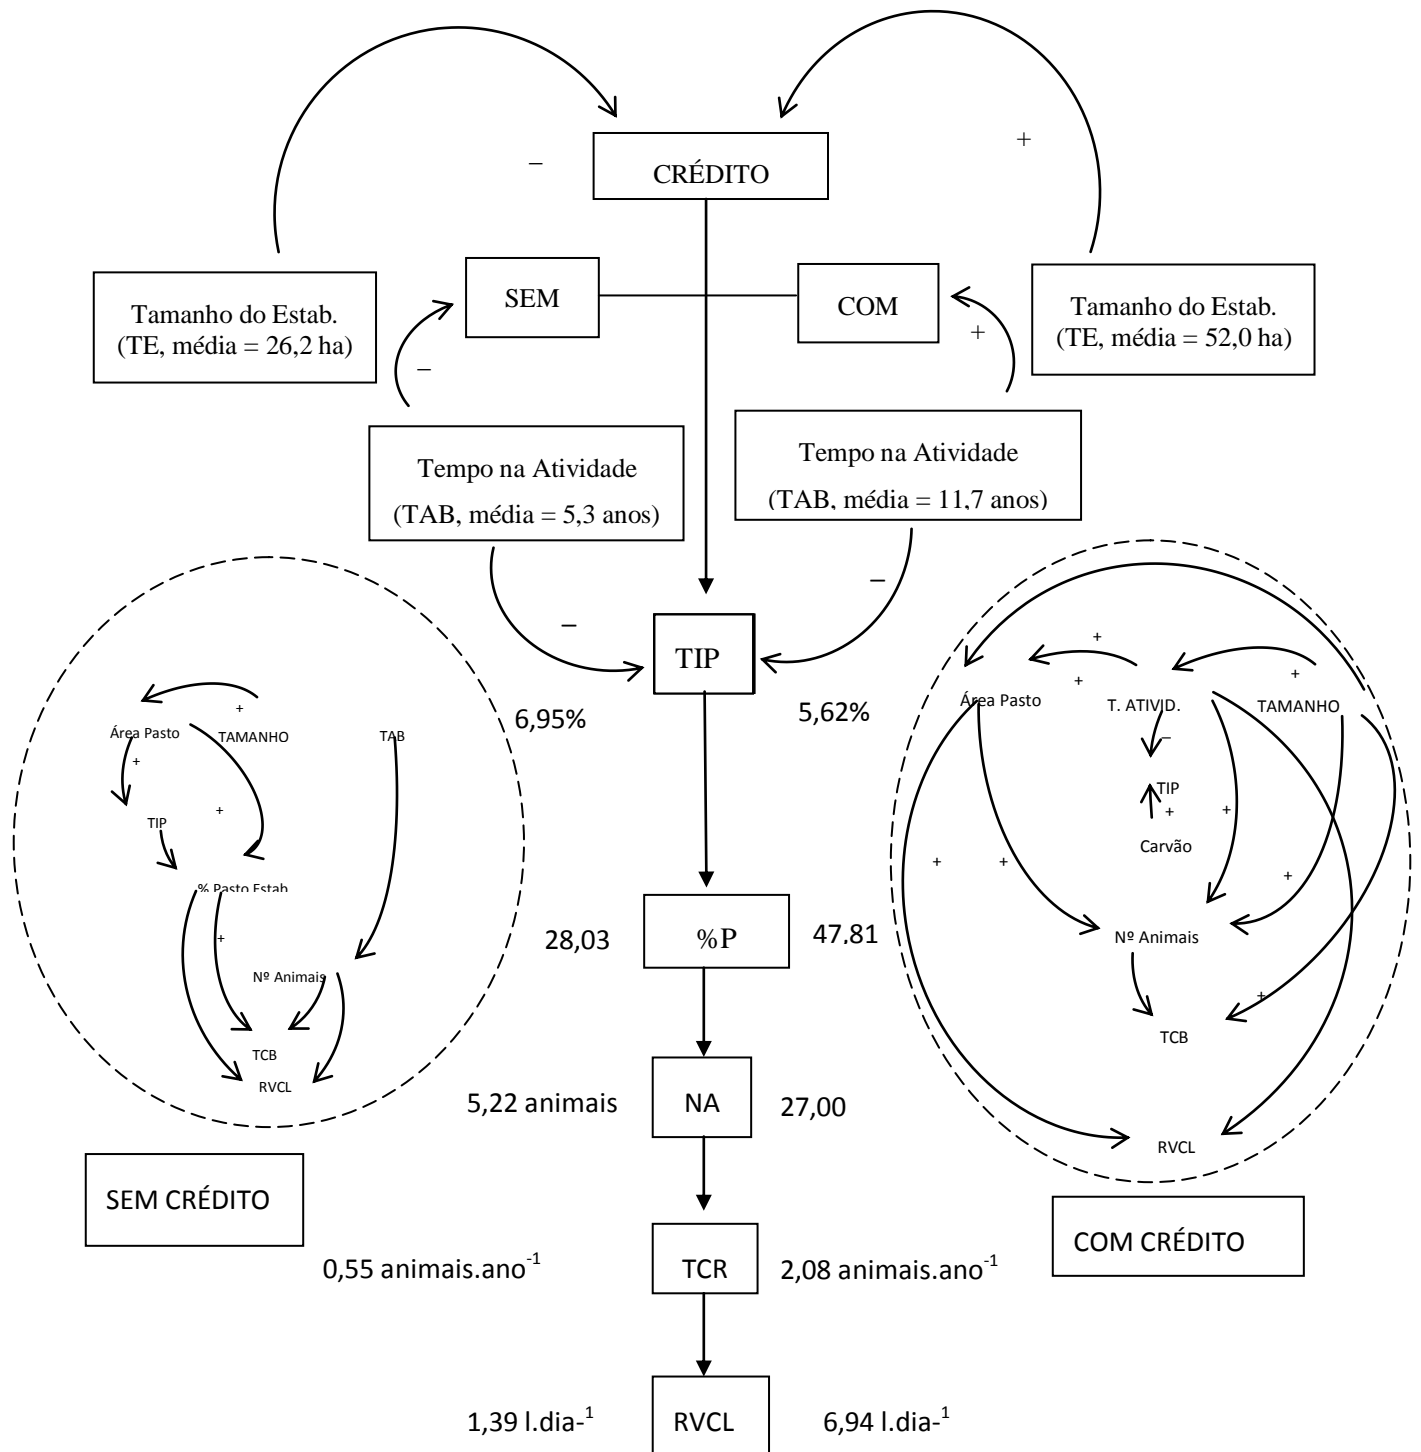 –
+
CRÉDITO
SEM
COM
Tamanho do Estab.
(TE, média = 26,2 ha)
Tamanho do Estab.
(TE, média = 52,0 ha)
–
+
Tempo na Atividade
(TAB, média = 5,3 anos)
Tempo na Atividade
(TAB, média = 11,7 anos)
–
–
TIP
6,95%
5,62%
+
Área Pasto
TAMANHO
TAB
+
TIP
+
% Pasto Estab
+
Nº Animais
TCB
RVCL
SEM CRÉDITO
+
+
+
+
Área Pasto
T. ATIVID.
TAMANHO
–
TIP
+
+
Carvão
+
+
+
Nº Animais
+
TCB
RVCL
COM CRÉDITO
28,03
%P
47,81
5,22 animais
NA
27,00
0,55 animais.ano-1
TCR
2,08 animais.ano-1
1,39 l.dia-1
RVCL
6,94 l.dia-1